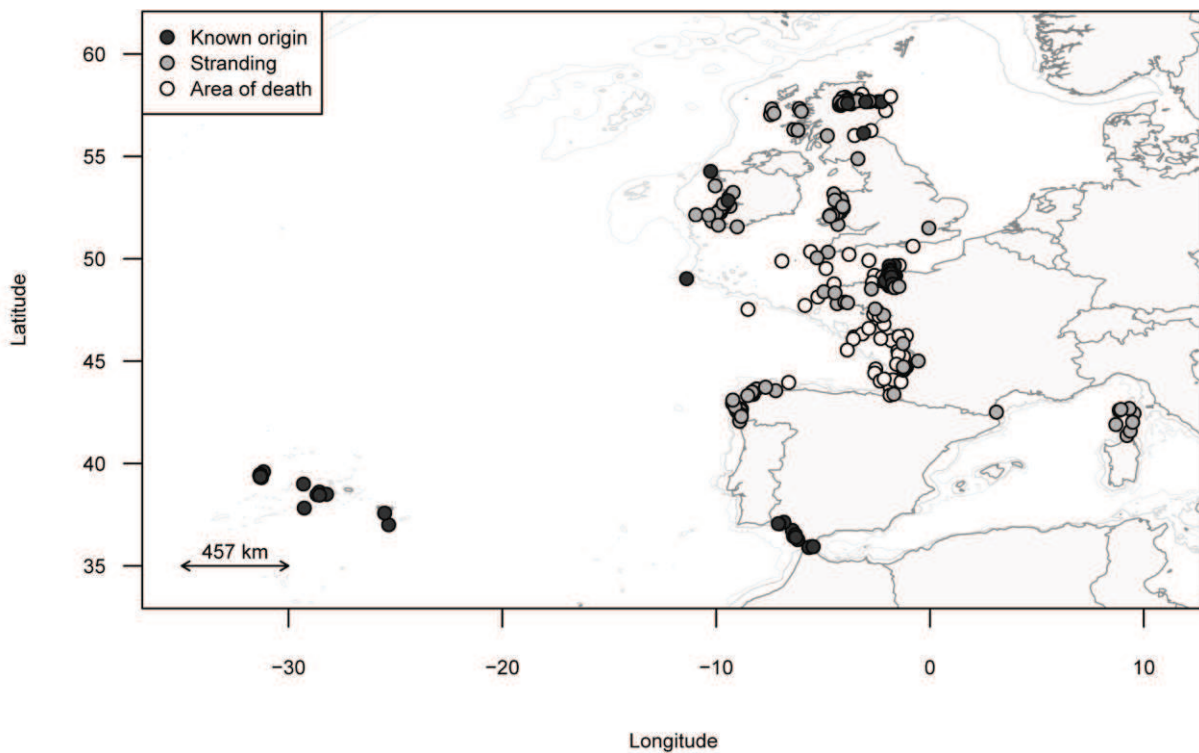 Known origin
Stranding
Area of death
60
55
50
45
40
35
Latitude
457 km
−30
−20
−10
0
10
Longitude